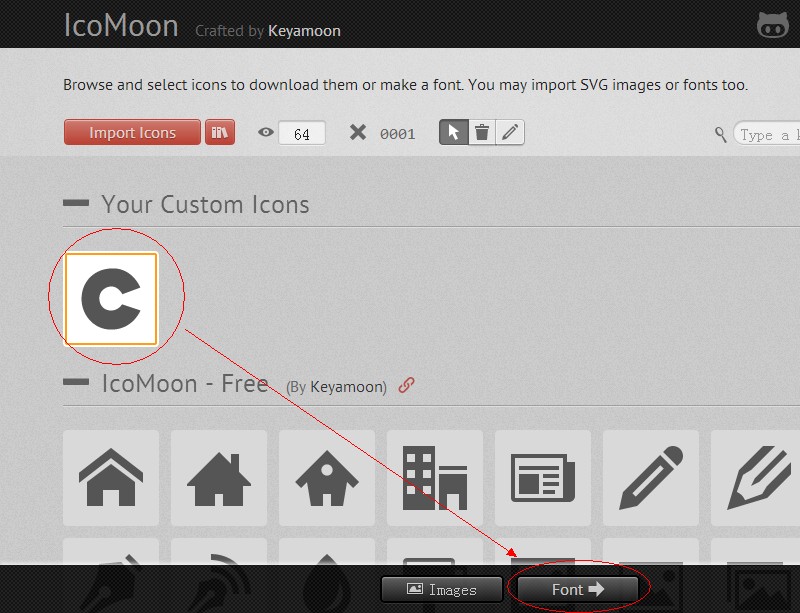 IcoMoon Crafted by Keyamoon
Browse and select icons to download them or make a font. You may import SVG images or fonts too.
Import Icons 64 0001 Type a k
Your Custom Icons
IcoMoon - Free (By Keyamoon)
Images Font